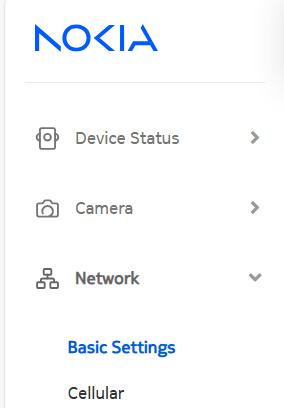 NOKIA
Device Status
Camera
Network
Basic Settings
Cellular